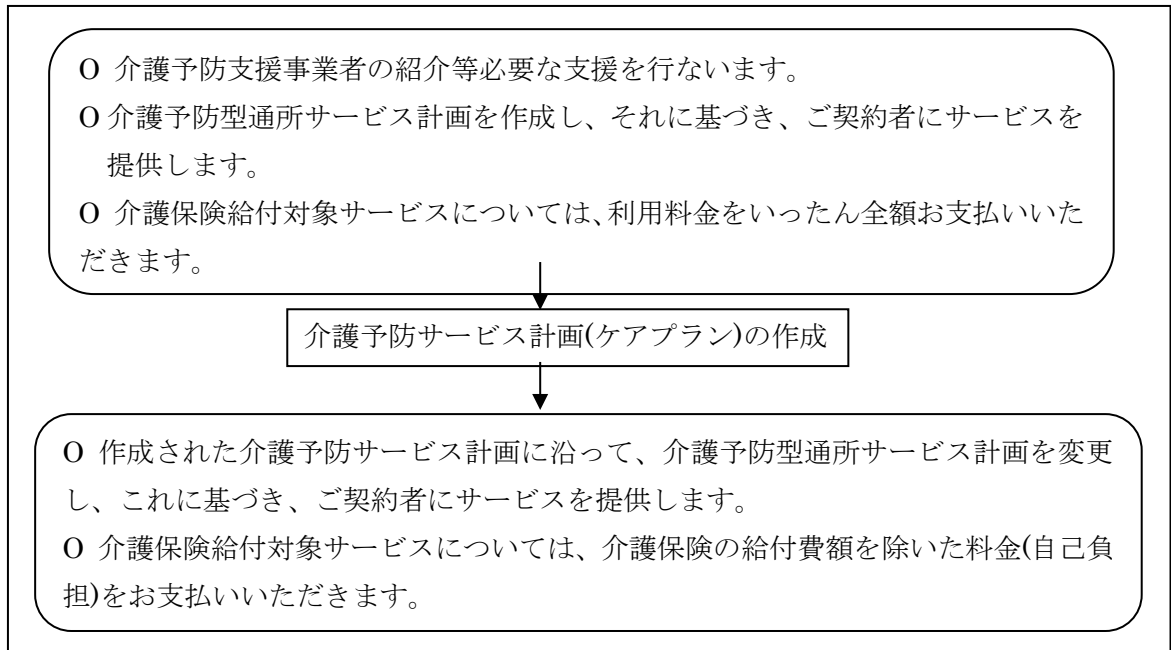 O 介護予防支援事業者の紹介等必要な支援を行ないます。
O 介護予防型通所サービス計画を作成し、それに基づき、ご契約者にサービスを
提供します。
O 介護保険給付対象サービスについては、利用料金をいったん全額お支払いいた
だきます。
介護予防サービス計画(ケアプラン)の作成
O 作成された介護予防サービス計画に沿って、介護予防型通所サービス計画を変更
し、これに基づき、ご契約者にサービスを提供します。
O 介護保険給付対象サービスについては、介護保険の給付費額を除いた料金(自己負
担)をお支払いいただきます。